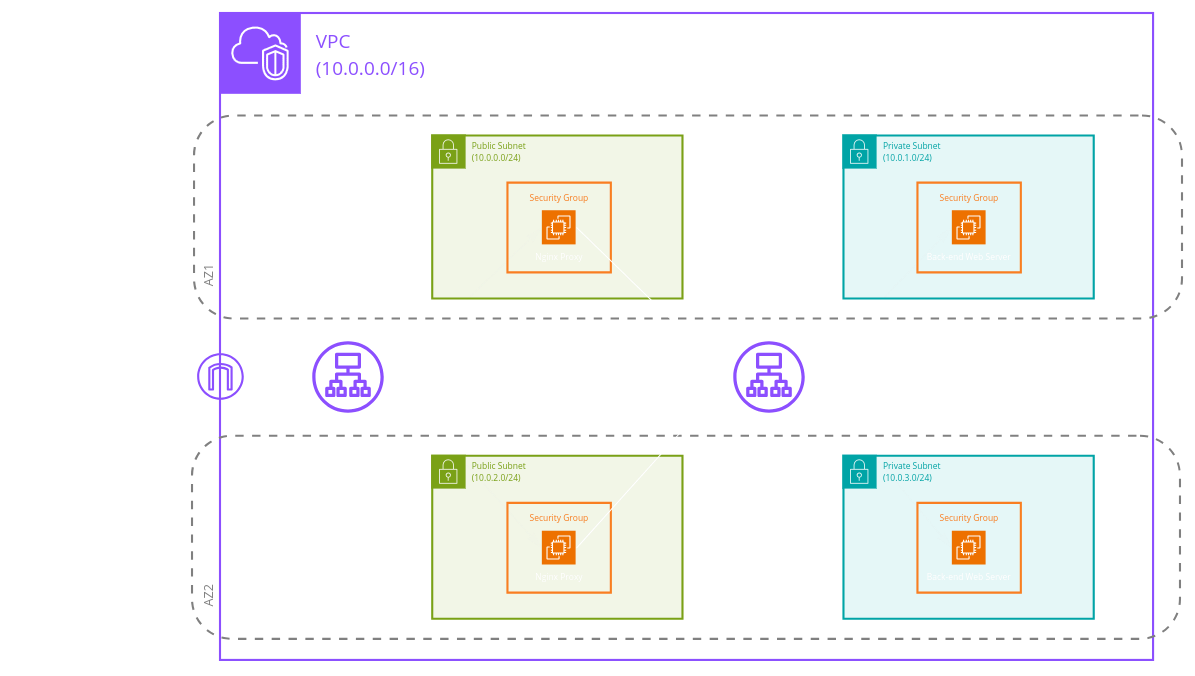 VPC
(10.0.0.0/16)
Public Subnet
(10.0.0.0/24)
Security Group
Nginx Proxy
Private Subnet
(10.0.1.0/24)
Security Group
Backend Web Server
AZ1
Public Subnet
(10.0.2.0/24)
Security Group
Nginx Proxy
Private Subnet
(10.0.3.0/24)
Security Group
Backend Web Server
AZ2